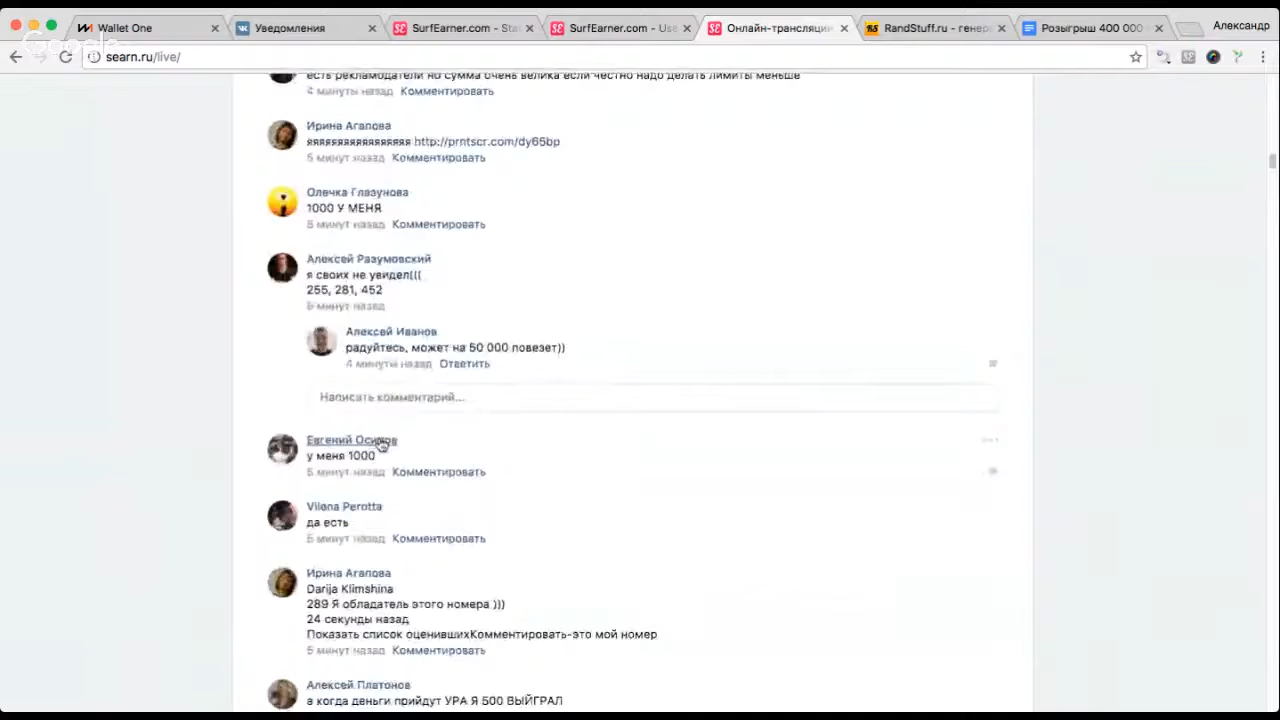 Wallet One
Уведомления
SurfEarner.com - Sta
SurfEarner.com - Use
Онлайн-трансляции
RandStuff.ru - генер
Розыгрыш 400 000
Александр
Google
searn.ru/live/
есть рекламодатели но сумма очень велика если честно надо делать лимиты меньше
4 минуты назад Комментировать
Ирина Агапова
яяяяяяяяяяяяяяяяя http://prntscr.com/dy65bp
5 минут назад Комментировать
Олечка Глазунова
1000 У МЕНЯ
5 минут назад Комментировать
Алексей Разумовский
я своих не увидел(((
255, 281, 452
5 минут назад
Алексей Иванов
радуйтесь, может на 50 000 повезет))
4 минуты назад Ответить
Написать комментарий...
Евгений Осипов
у меня 1000
5 минут назад Комментировать
Vilena Perotta
да есть
5 минут назад Комментировать
Ирина Агапова
Darija Klimshina
289 Я обладатель этого номера )))
24 секунды назад
Показать список оценившихКомментировать-это мой номер
5 минут назад Комментировать
Алексей Платонов
а когда деньги прийдут УРА Я 500 ВЫЙГРАЛ